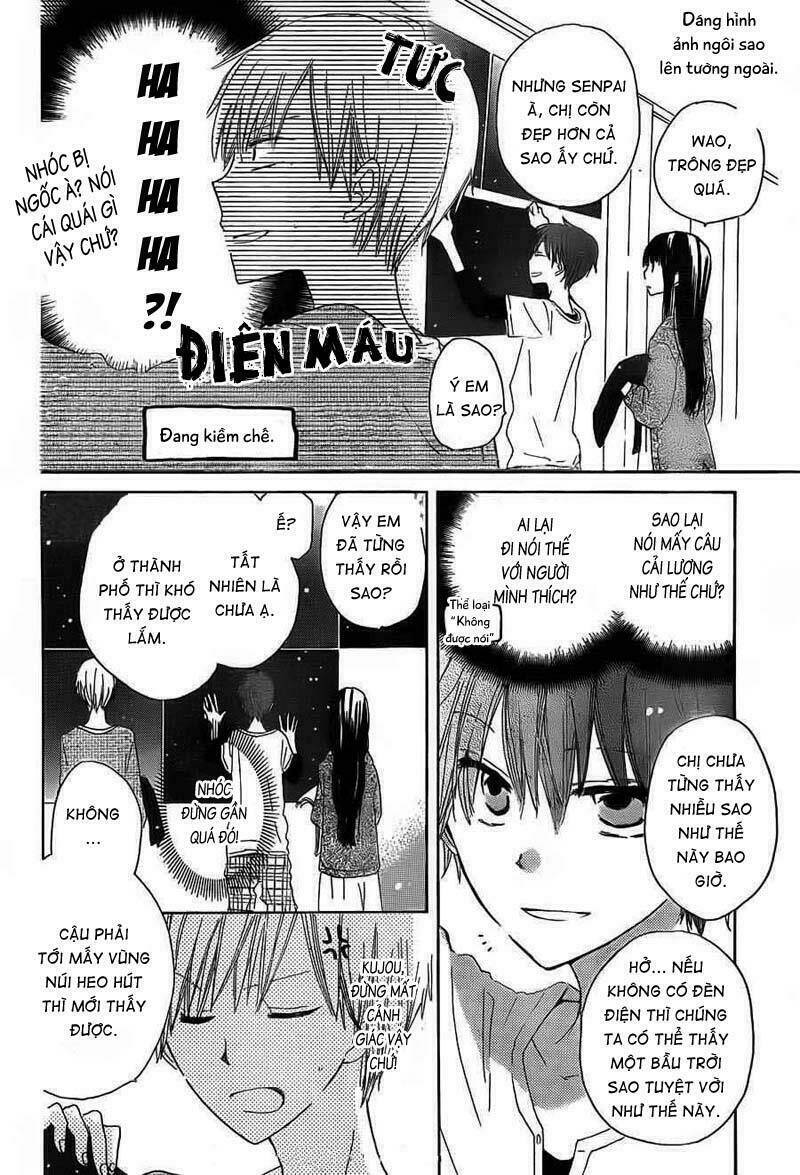 Dáng hình
ảnh ngôi sao
lên tường ngoài.
WAO,
TRÔNG ĐẸP
QUÁ.
NHƯNG SENPAI
À, CHỊ CÒN
ĐẸP HƠN CẢ
SAO ẤY CHỨ.
Ý EM
LÀ SAO?
TỨC
HA
HA
HA
HA
?!
NHÓC BỊ
NGỐC À? NÓI
CÁI QUÁI GÌ
VẬY CHỨ?
ĐIÊN MÁU
Đang kiềm chế.
SAO LẠI
NÓI MẤY CÂU
CẢI LƯƠNG
NHƯ THẾ CHỨ?
AI LẠI
ĐI NÓI THẾ
VỚI NGƯỜI
MÌNH THÍCH?
Thể loại
"Không
được nói"
CHỊ CHƯA
TỪNG THẤY
NHIỀU SAO
NHƯ THẾ
NÀY BAO
GIỜ.
HỞ... NẾU
KHÔNG CÓ ĐÈN
ĐIỆN THÌ CHÚNG
TA CÓ THỂ THẤY
MỘT BẦU TRỜI
SAO TUYỆT VỜI
NHƯ THẾ NÀY.
VẬY EM
ĐÃ TỪNG
THẤY RỒI
SAO?
Ế?
TẤT
NHIÊN LÀ
CHƯA Ạ.
Ở THÀNH
PHỐ THÌ KHÓ
THẤY ĐƯỢC
LẮM.
NHÓC
ĐỨNG GẦN
QUÁ ĐÓ!
KHÔNG
...
CẬU PHẢI
TỚI MẤY VÙNG
NÚI HEO HÚT
THÌ MỚI THẤY
ĐƯỢC.
KUJOU,
ĐỪNG MẤT
CẢNH
GIÁC VẬY
CHỨ!